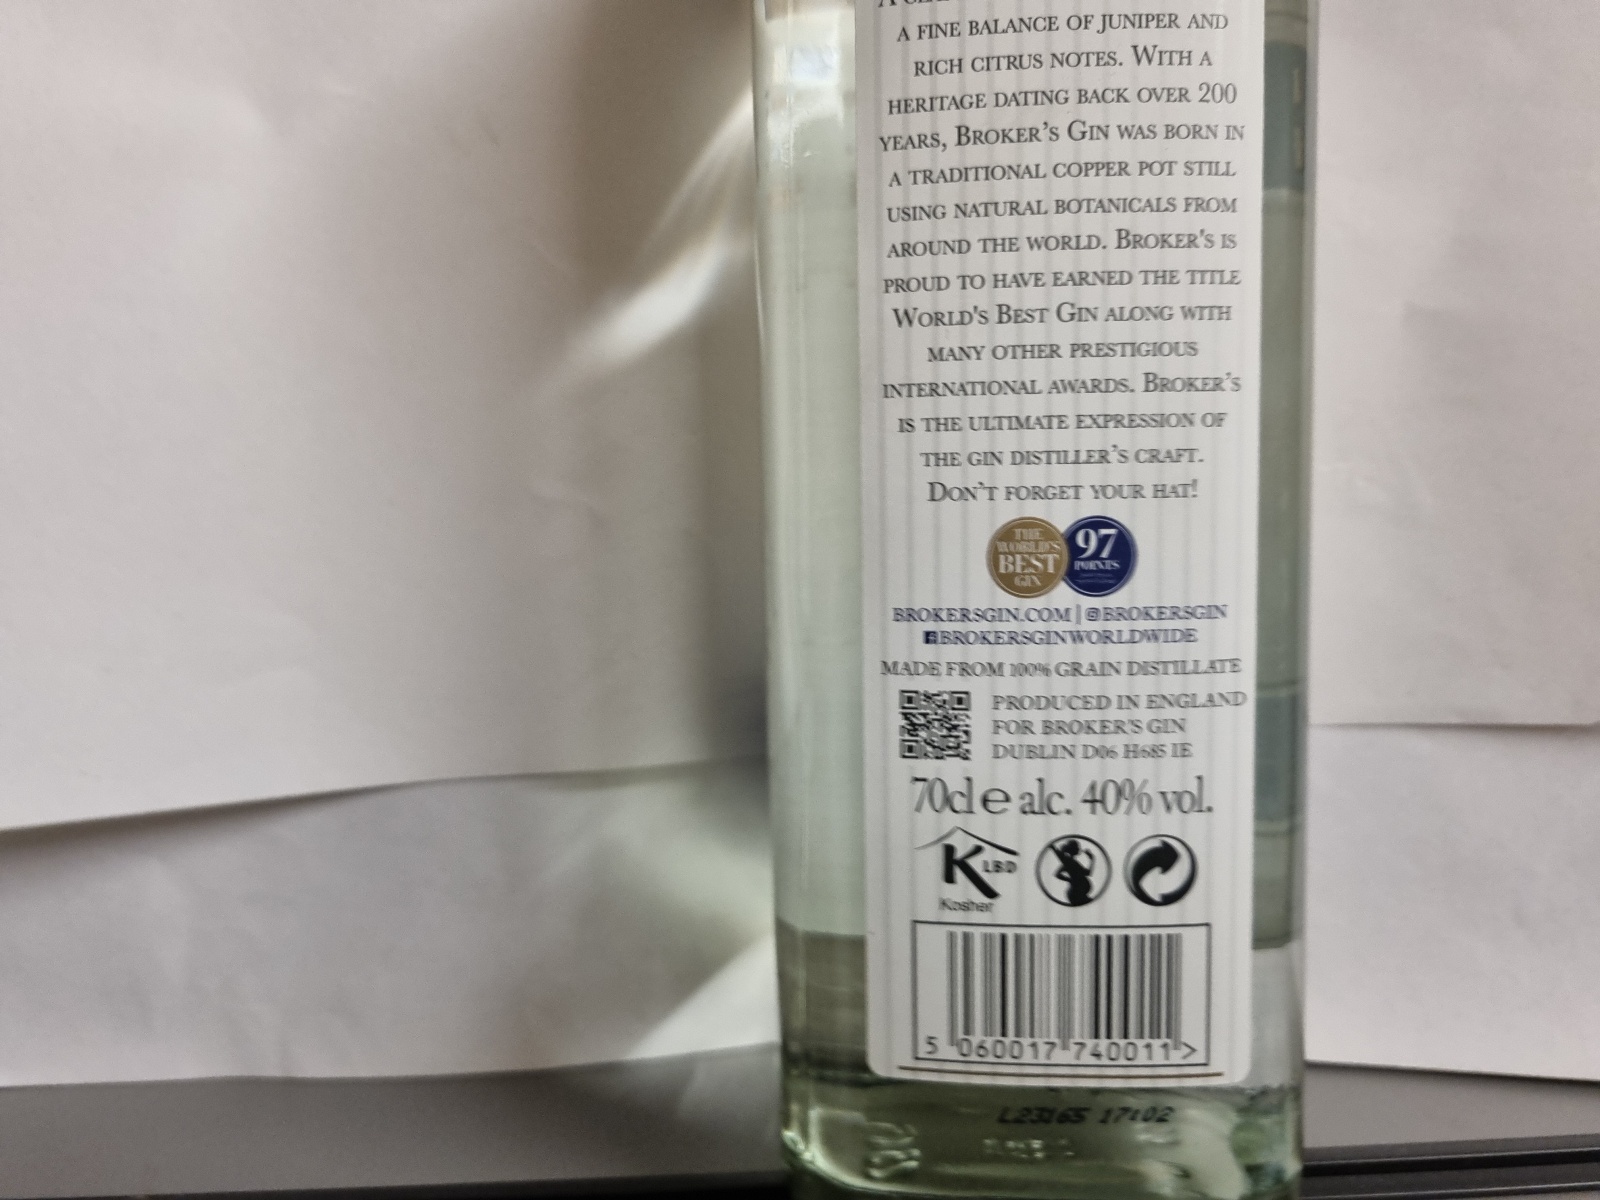 A FINE BALANCE OF JUNIPER AND
RICH CITRUS NOTES. WITH A
HERITAGE DATING BACK OVER 200
YEARS, BROKER'S GIN WAS BORN IN
A TRADITIONAL COPPER POT STILL
USING NATURAL BOTANICALS FROM
AROUND THE WORLD. BROKER'S IS
PROUD TO HAVE EARNED THE TITLE
WORLD'S BEST GIN ALONG WITH
MANY OTHER PRESTIGIOUS
INTERNATIONAL AWARDS. BROKER'S
IS THE ULTIMATE EXPRESSION OF
THE GIN DISTILLER'S CRAFT.
DON'T FORGET YOUR HAT!
THE
WORLD'S
BEST
GIN
97
POINTS
BROKERSGIN.COM | @BROKERSGIN
BROKERSGINWORLDWIDE
MADE FROM 100% GRAIN DISTILLATE
PRODUCED IN ENGLAND
FOR BROKER'S GIN
DUBLIN D06 H685 IE
70cl e alc. 40% vol.
K LBD
Kosher
5 060017 740011 >
L23165 17:02